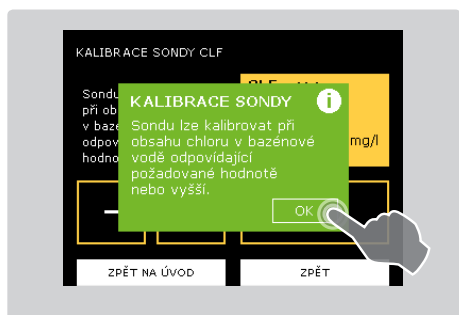 KALIBRACE SONDY CLF
Sondu
při ob
v baze
odpov
hodno
mg/l
KALIBRACE SONDY i
Sondu lze kalibrovat při
obsahu chloru v bazénové
vodě odpovídající
požadované hodnotě
nebo vyšší.
OK
ZPĚT NA ÚVOD
ZPĚT